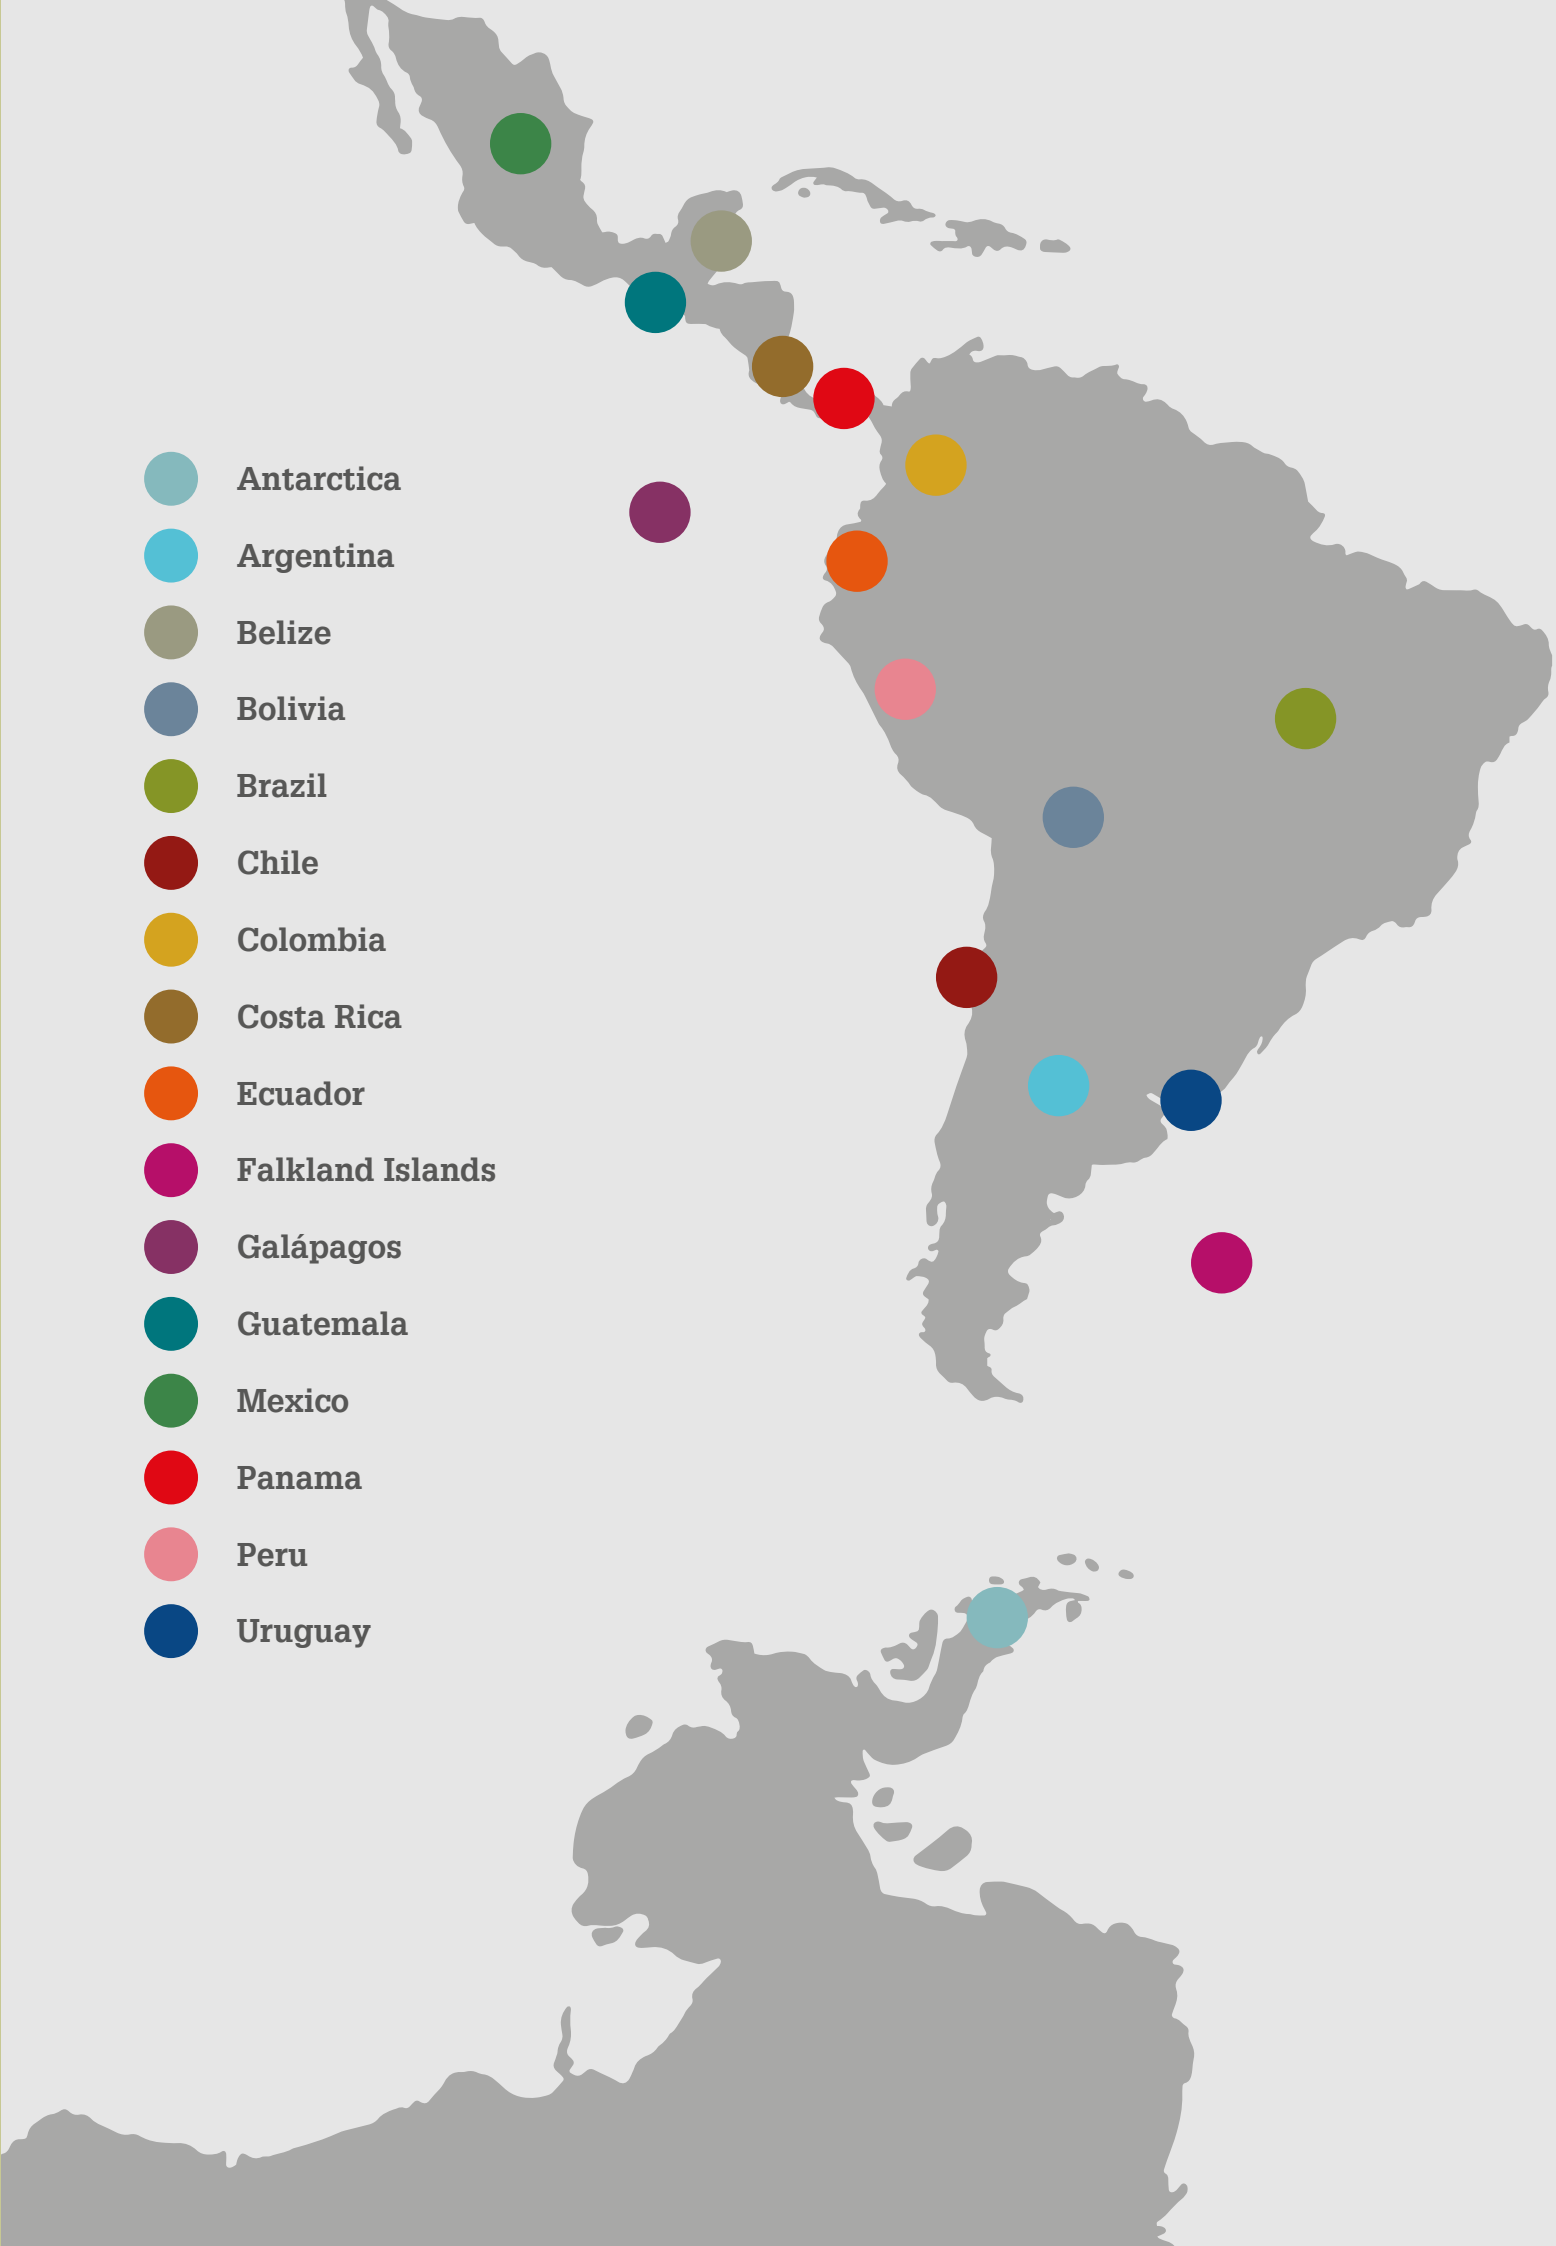 Antarctica
Argentina
Belize
Bolivia
Brazil
Chile
Colombia
Costa Rica
Ecuador
Falkland Islands
Galápagos
Guatemala
Mexico
Panama
Peru
Uruguay